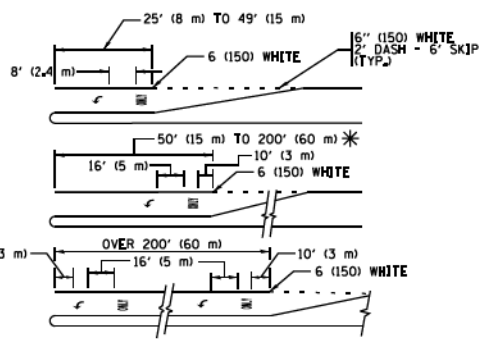 25' (8 m) TO 49' (15 m)
6" (150) WHITE
2' DASH - 6' SKIP
(TYP.)
8' (2.4 m)
6 (150) WHITE
50' (15 m) TO 200' (60 m) *
16' (5 m)
10' (3 m)
6 (150) WHITE
OVER 200' (60 m)
3 m)
16' (5 m)
10' (3 m)
6 (150) WHITE